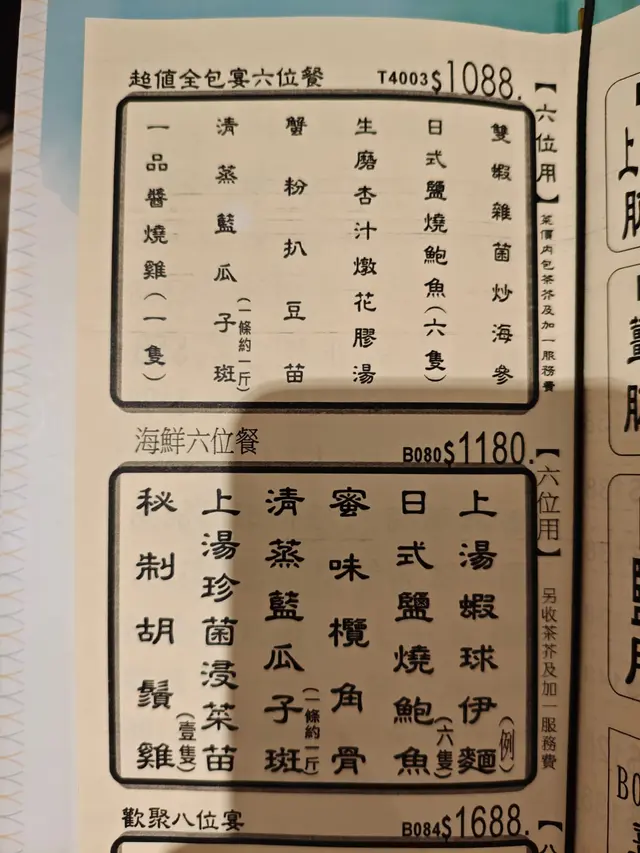 超值全包宴六位餐 T4003 $1088.
【六位用】菜價內包茶芥及加一服務費
雙蝦雜菌炒海參
日式鹽燒鮑魚(六隻)
生磨杏汁燉花膠湯
蟹粉扒豆苗
清蒸藍瓜子斑(一條約一斤)
一品醬燒雞(一隻)
海鮮六位餐 B080 $1180.
【六位用】另收茶芥及加一服務費
上湯蝦球伊麵(例)
日式鹽燒鮑魚(六隻)
蜜味欖角骨
清蒸藍瓜子斑(一條約一斤)
上湯珍菌浸菜苗
秘制胡鬚雞(壹隻)
歡聚八位宴 B084 $1688.